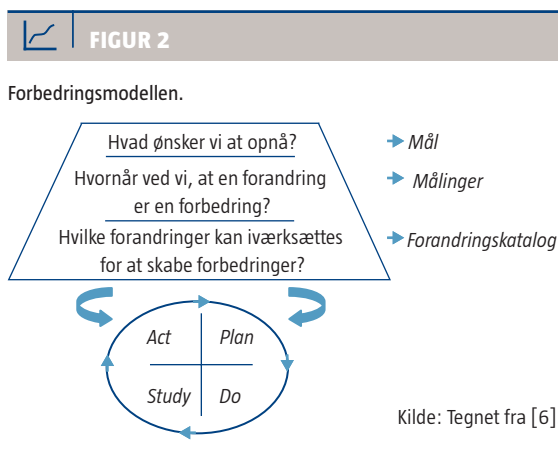 FIGUR 2
Forbedringsmodellen.
Hvad ønsker vi at opnå?
Mål
Hvornår ved vi, at en forandring
er en forbedring?
Målinger
Hvilke forandringer kan iværksættes
for at skabe forbedringer?
Forandringskatalog
Act
Plan
Study
Do
Kilde: Tegnet fra [6]